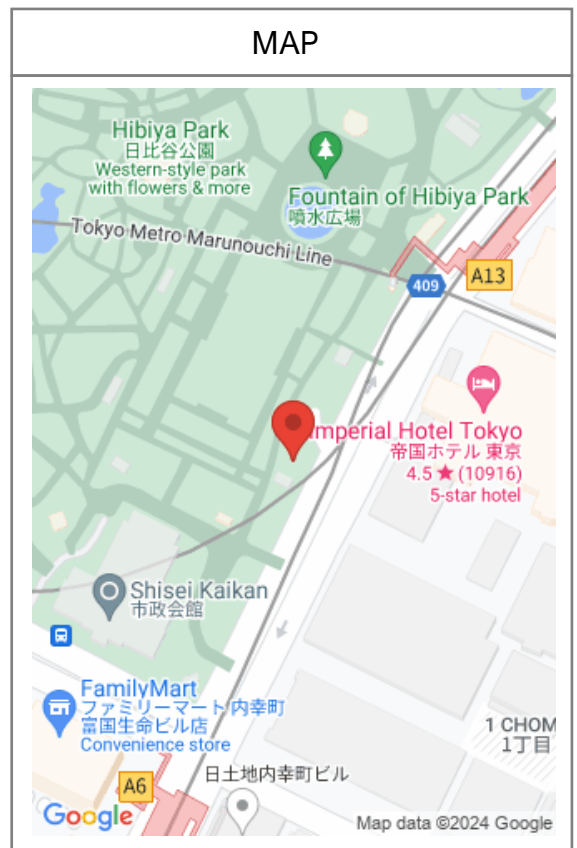 MAP
Hibiya Park
日比谷公園
Western-style park
with flowers & more
Fountain of Hibiya Park
噴水広場
Tokyo Metro Marunouchi Line
A13
409
Imperial Hotel Tokyo
帝国ホテル 東京
4.5 ★ (10916)
5-star hotel
Shisei Kaikan
市政会館
FamilyMart
ファミリーマート 内幸町
富国生命ビル店
Convenience store
1 CHOM
1丁目
日土地内幸町ビル
A6
Google
Map data ©2024 Google